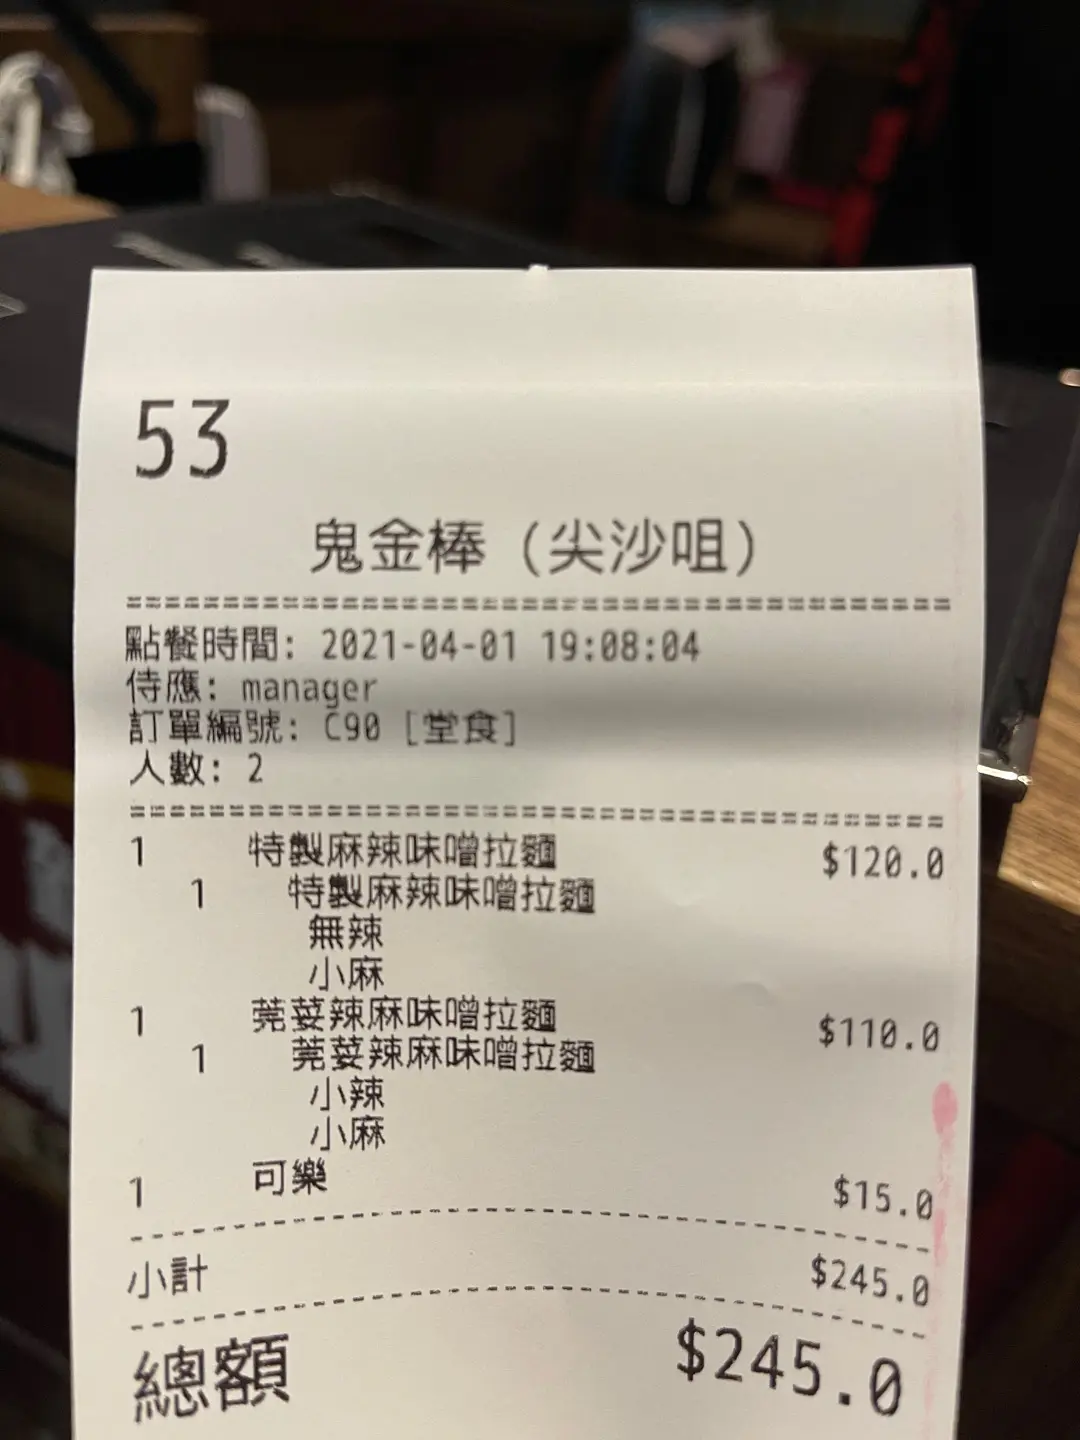 53
鬼金棒（尖沙咀）
點餐時間: 2021-04-01 19:08:04
侍應: manager
訂單編號: C90 [堂食]
人數: 2
1 特製麻辣味噌拉麵 $120.0
1 特製麻辣味噌拉麵
無辣
小麻
1 芫荽辣麻味噌拉麵 $110.0
1 芫荽辣麻味噌拉麵
小辣
小麻
1 可樂 $15.0
小計 $245.0
總額 $245.0